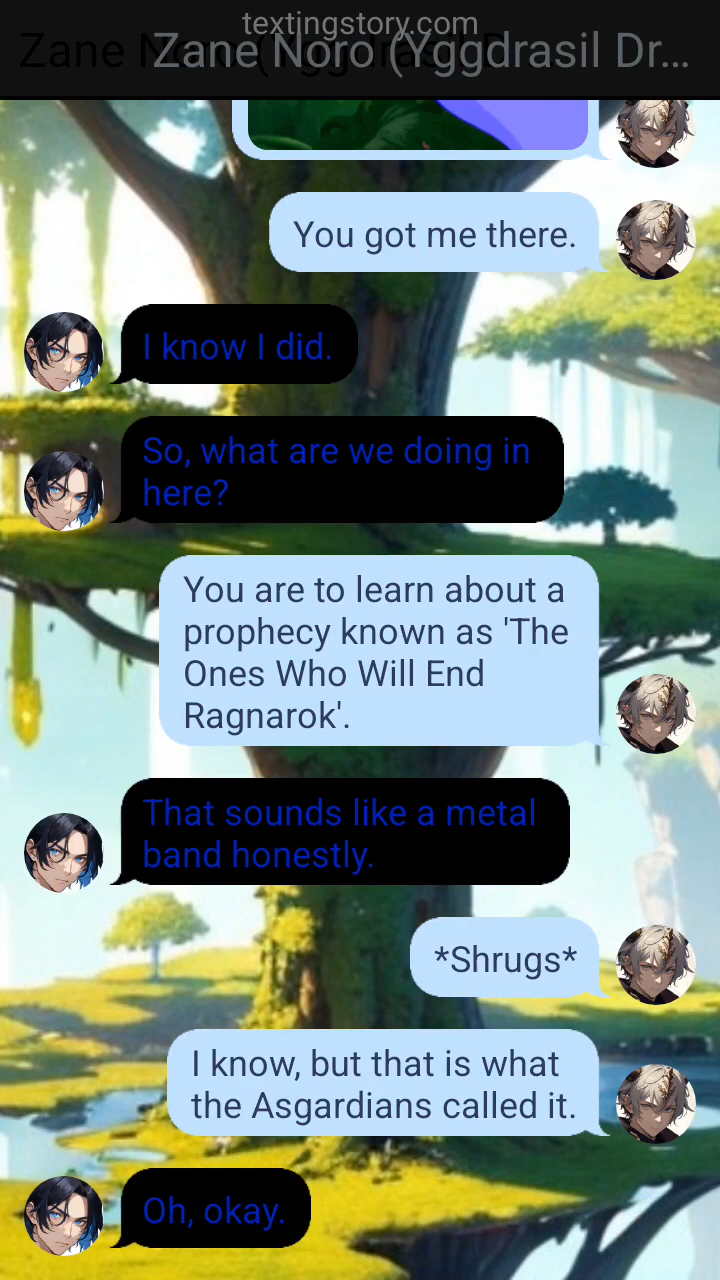 textingstory.com
Zane Noro (Yggdrasil Dr...
You got me there.
I know I did.
So, what are we doing in
here?
You are to learn about a
prophecy known as 'The
Ones Who Will End
Ragnarok'.
That sounds like a metal
band honestly.
*Shrugs*
I know, but that is what
the Asgardians called it.
Oh, okay.